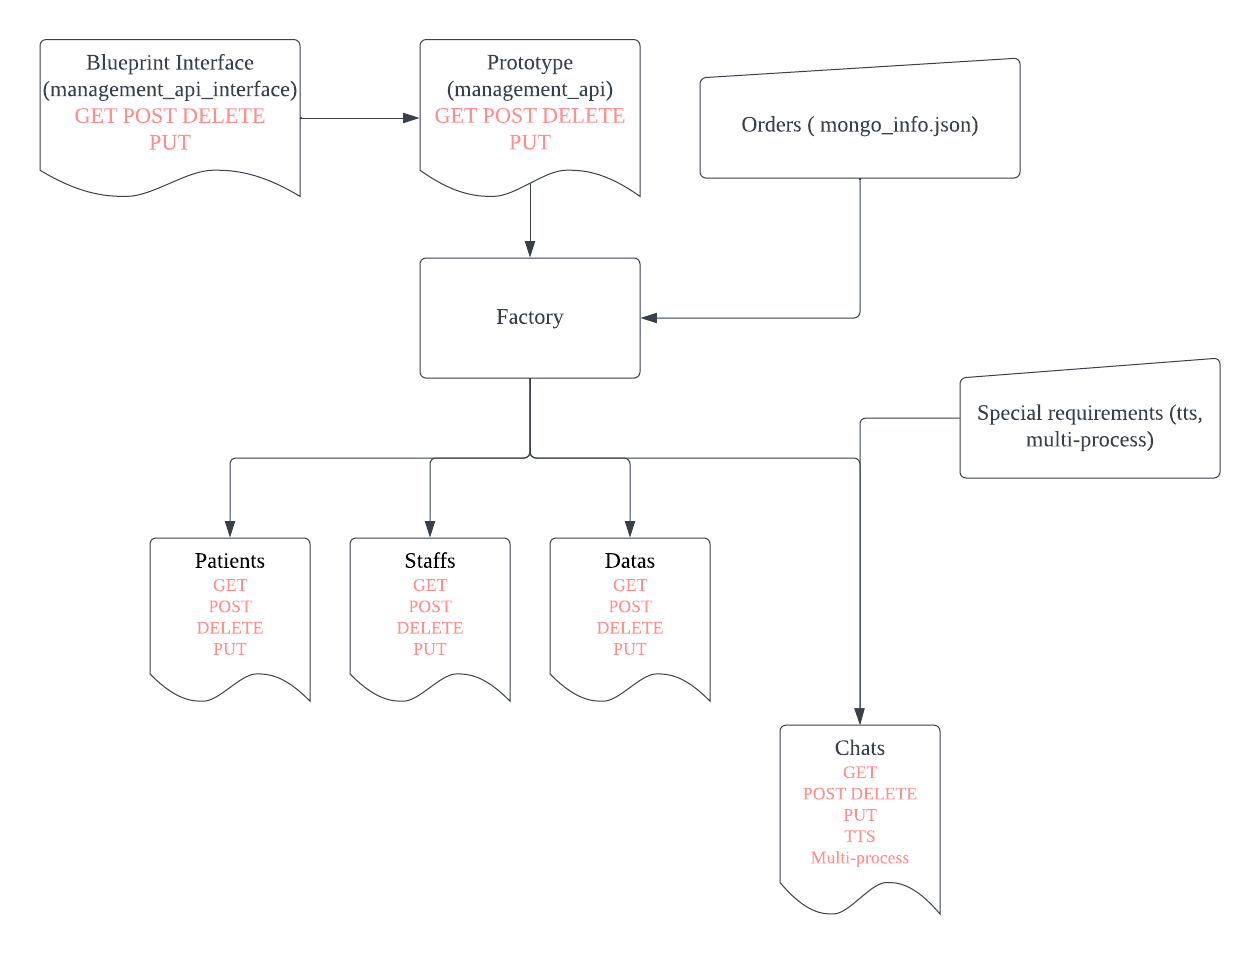 Blueprint Interface
(management_api_interface)
GET POST DELETE
PUT
Prototype
(management_api)
GET POST DELETE
PUT
Orders ( mongo_info.json)
Factory
Special requirements (tts,
multi-process)
Patients
GET
POST
DELETE
PUT
Staffs
GET
POST
DELETE
PUT
Datas
GET
POST
DELETE
PUT
Chats
GET
POST DELETE
PUT
TTS
Multi-process